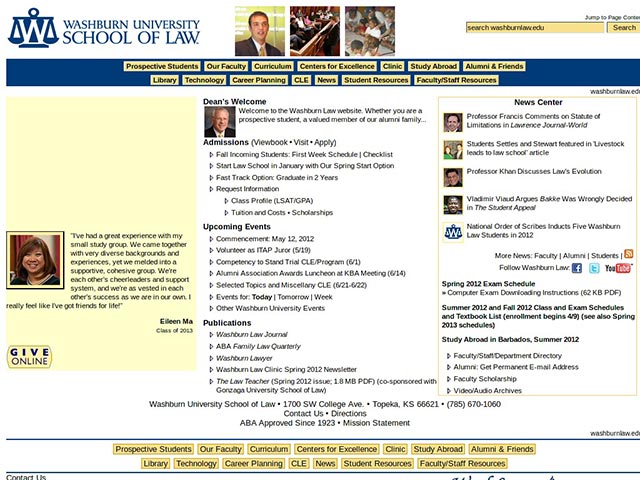 WASHBURN UNIVERSITY
SCHOOL OF LAW
Jump to Page Content
search washburnlaw.edu Search
Prospective Students Our Faculty Curriculum Centers for Excellence Clinic Study Abroad Alumni & Friends
Library Technology Career Planning CLE News Student Resources Faculty/Staff Resources
washburnlaw.edu
"I've had a great experience with my
small study group. We came together
with very diverse backgrounds and
experiences, yet we melded into a
supportive, cohesive group. We're
each other's cheerleaders and support
system, and we're as vested in each
other's success as we are in our own. I
really feel like I've got friends for life!"
Eileen Ma
Class of 2013
GIVE
ONLINE
Dean's Welcome
Welcome to the Washburn Law website. Whether you are a
prospective student, a valued member of our alumni family...
Admissions (Viewbook • Visit • Apply)
Fall Incoming Students: First Week Schedule | Checklist
Start Law School in January with Our Spring Start Option
Fast Track Option: Graduate in 2 Years
Request Information
Class Profile (LSAT/GPA)
Tuition and Costs • Scholarships
Upcoming Events
Commencement: May 12, 2012
Volunteer as ITAP Juror (5/19)
Competency to Stand Trial CLE/Program (6/1)
Alumni Association Awards Luncheon at KBA Meeting (6/14)
Selected Topics and Miscellany CLE (6/21-6/22)
Events for: Today | Tomorrow | Week
Other Washburn University Events
Publications
Washburn Law Journal
ABA Family Law Quarterly
Washburn Lawyer
Washburn Law Clinic Spring 2012 Newsletter
The Law Teacher (Spring 2012 issue; 1.8 MB PDF) (co-sponsored with
Gonzaga University School of Law)
News Center
Professor Francis Comments on Statute of
Limitations in Lawrence Journal-World
Students Settles and Stewart featured in 'Livestock
leads to law school' article
Professor Khan Discusses Law's Evolution
Vladimir Viaud Argues Bakke Was Wrongly Decided
in The Student Appeal
National Order of Scribes Inducts Five Washburn
Law Students in 2012
More News: Faculty | Alumni | Students
Follow Washburn Law: YouTube
Spring 2012 Exam Schedule
» Computer Exam Downloading Instructions (62 KB PDF)
Summer 2012 and Fall 2012 Class and Exam Schedules
and Textbook List (enrollment begins 4/9) (see also Spring
2013 schedules)
Study Abroad in Barbados, Summer 2012
Faculty/Staff/Department Directory
Alumni: Get Permanent E-mail Address
Faculty Scholarship
Video/Audio Archives
Washburn University School of Law • 1700 SW College Ave. • Topeka, KS 66621 • (785) 670-1060
Contact Us • Directions
ABA Approved Since 1923 • Mission Statement
washburnlaw.edu
Prospective Students Our Faculty Curriculum Centers for Excellence Clinic Study Abroad Alumni & Friends
Library Technology Career Planning CLE News Student Resources Faculty/Staff Resources
Contact Us